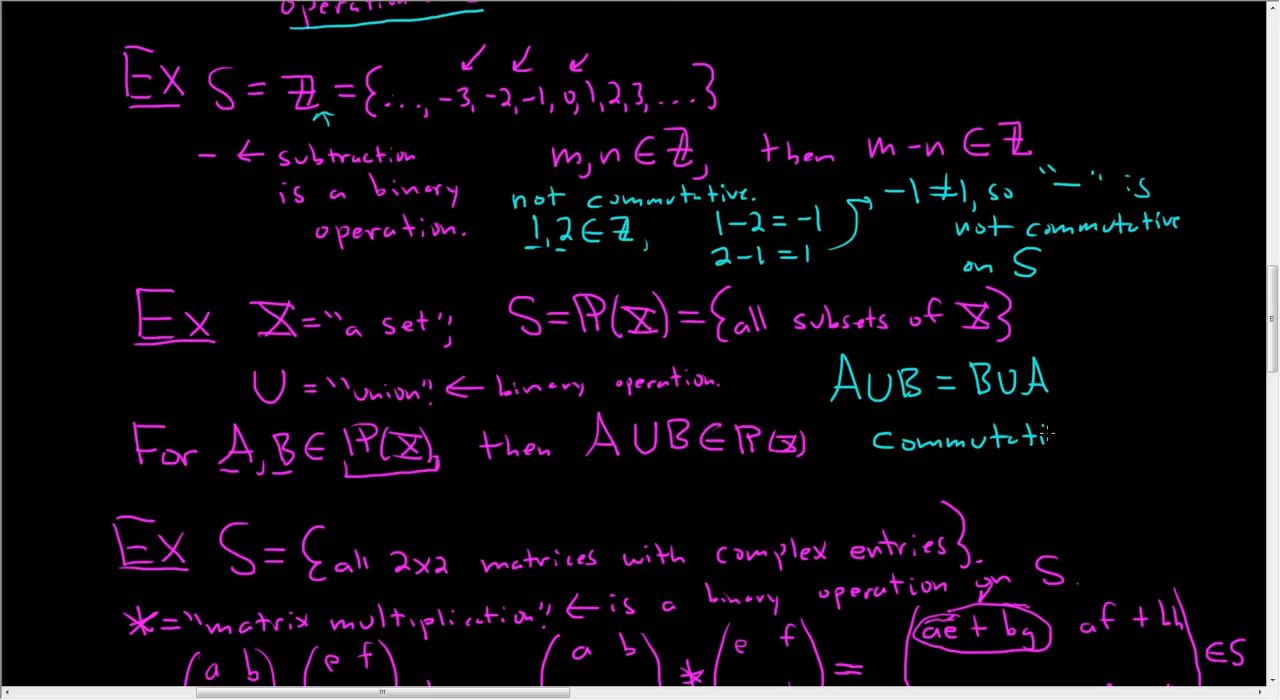 operation
Ex S = ℤ = {..., -3, -2, -1, 0, 1, 2, 3, ...}
- ← subtraction is a binary operation.
m, n ∈ ℤ, then m - n ∈ ℤ
not commutative.
1, 2 ∈ ℤ, 1 - 2 = -1
2 - 1 = 1
-1 ≠ 1, so "—" is
not commutative
on S
Ex X = "a set"; S = P(X) = {all subsets of X}
U = "union" ← binary operation.
A U B = B U A
For A, B ∈ P(X), then A U B ∈ P(X)
commutati
Ex S = {all 2x2 matrices with complex entries}.
* = "matrix multiplication" ← is a binary operation on S.
(a b) (e f) (a b) * (e f) = (ae + bg af + bh) ∈ S